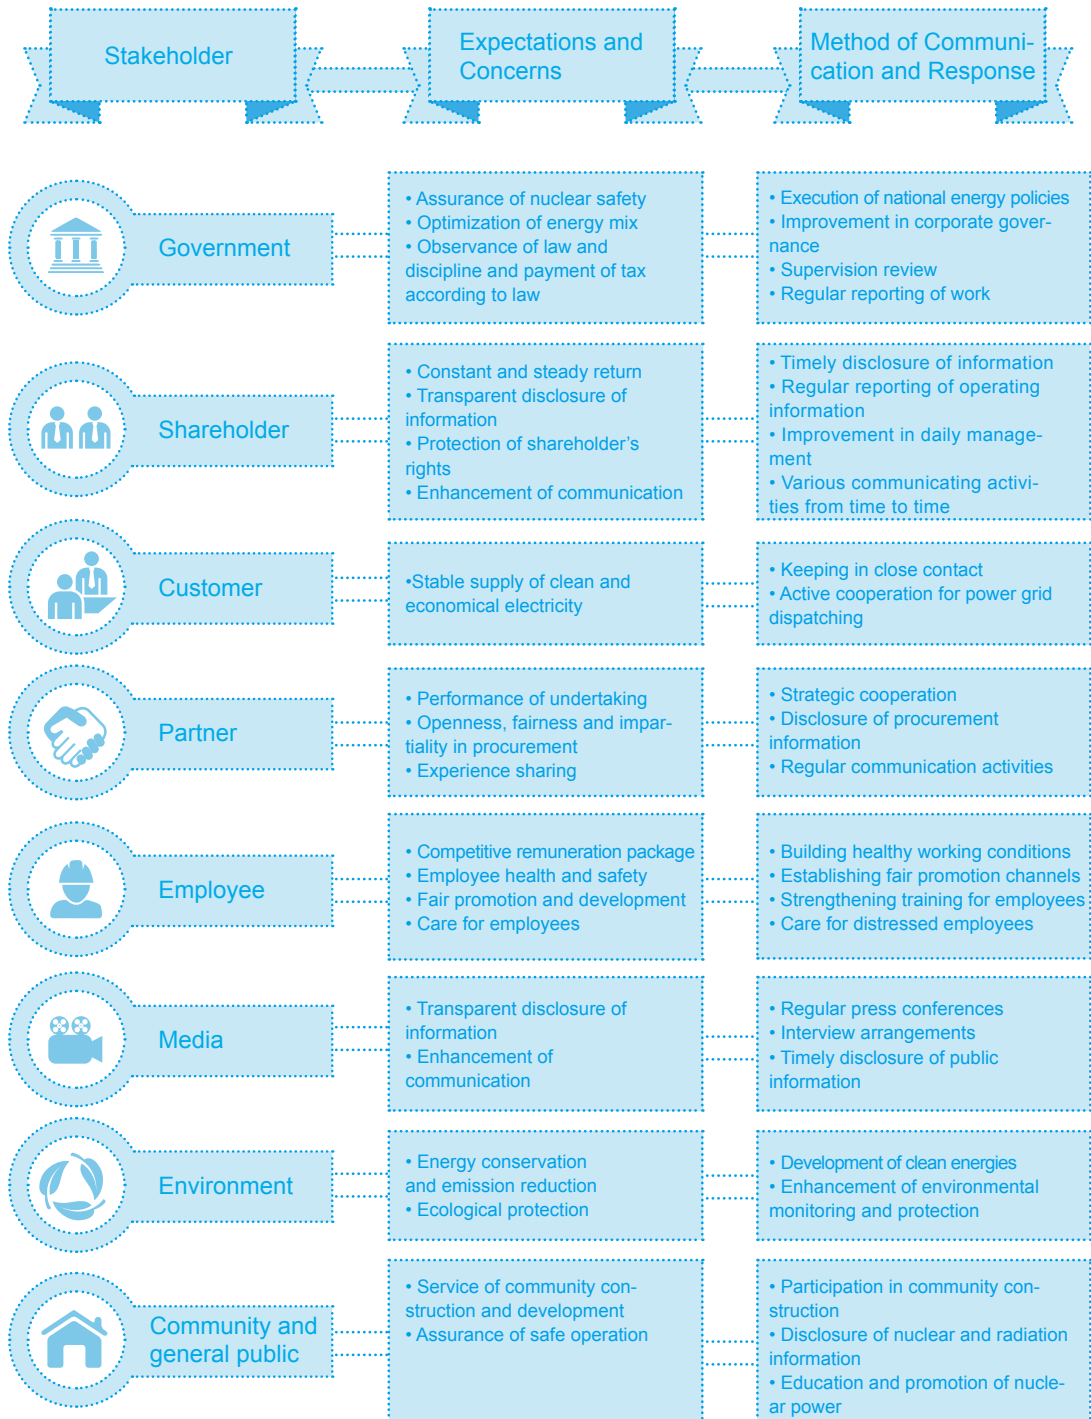 Stakeholder
Expectations and
Concerns
Method of Communi-
cation and Response
Government
• Assurance of nuclear safety
• Optimization of energy mix
• Observance of law and
discipline and payment of tax
according to law
• Execution of national energy policies
• Improvement in corporate gover-
nance
• Supervision review
• Regular reporting of work
Shareholder
• Constant and steady return
• Transparent disclosure of
information
• Protection of shareholder’s
rights
• Enhancement of communication
• Timely disclosure of information
• Regular reporting of operating
information
• Improvement in daily manage-
ment
• Various communicating activi-
ties from time to time
Customer
•Stable supply of clean and
economical electricity
• Keeping in close contact
• Active cooperation for power grid
dispatching
Partner
• Performance of undertaking
• Openness, fairness and impar-
tiality in procurement
• Experience sharing
• Strategic cooperation
• Disclosure of procurement
information
• Regular communication activities
Employee
• Competitive remuneration package
• Employee health and safety
• Fair promotion and development
• Care for employees
• Building healthy working conditions
• Establishing fair promotion channels
• Strengthening training for employees
• Care for distressed employees
Media
• Transparent disclosure of
information
• Enhancement of
communication
• Regular press conferences
• Interview arrangements
• Timely disclosure of public
information
Environment
• Energy conservation
and emission reduction
• Ecological protection
• Development of clean energies
• Enhancement of environmental
monitoring and protection
Community and
general public
• Service of community con-
struction and development
• Assurance of safe operation
• Participation in community con-
struction
• Disclosure of nuclear and radiation
information
• Education and promotion of nucle-
ar power